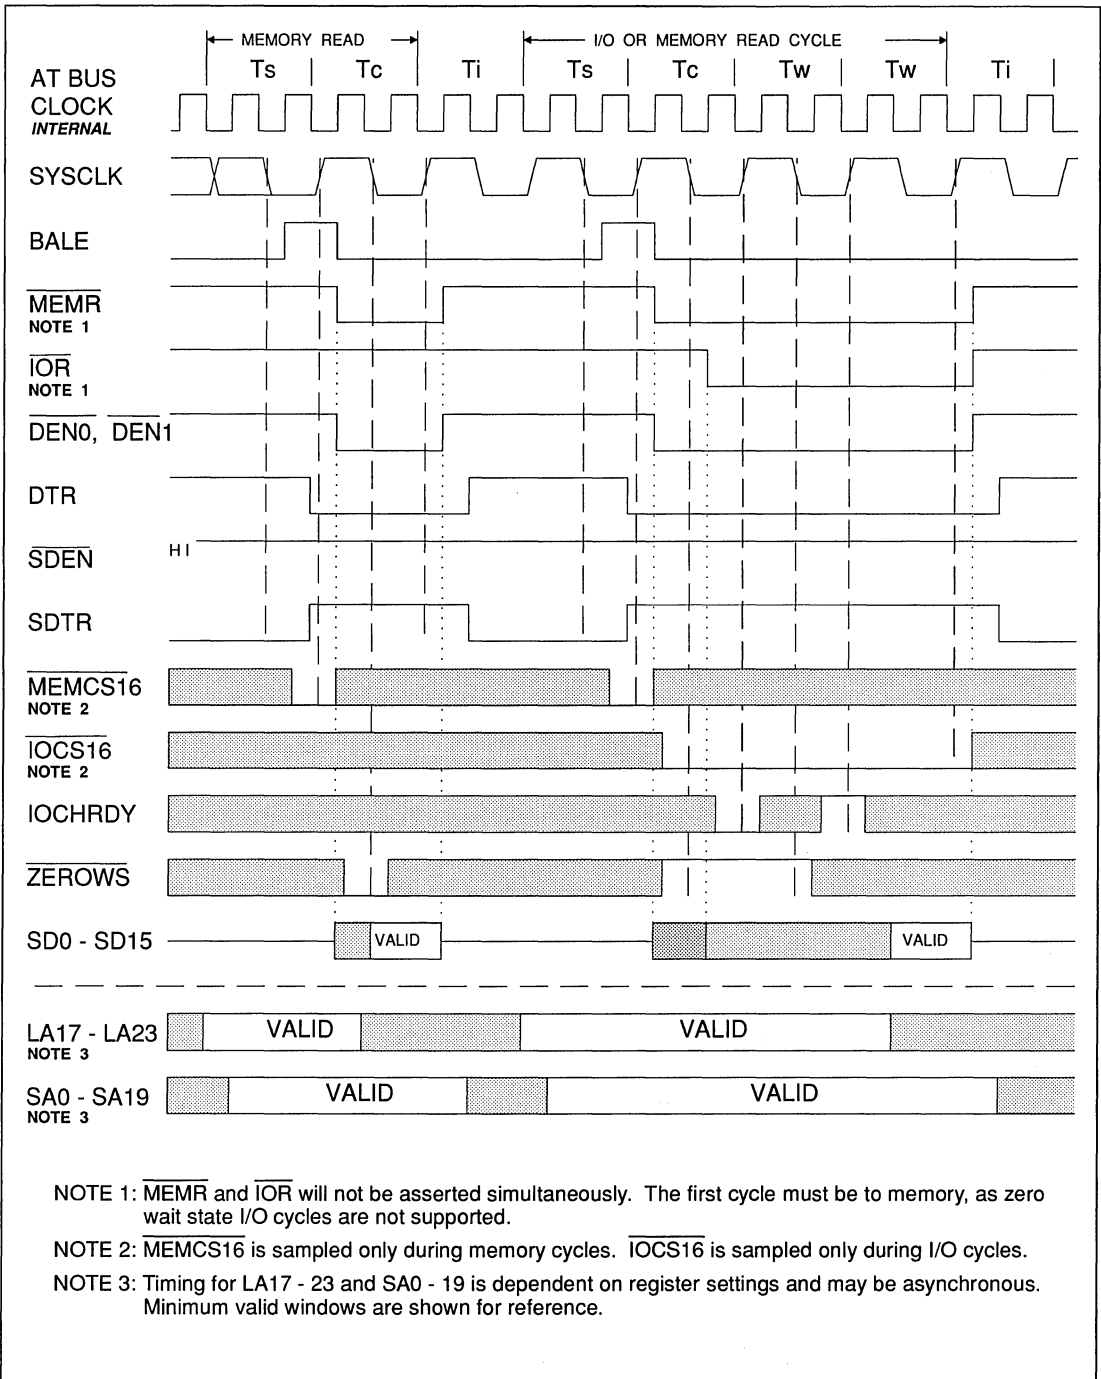 MEMORY READ
I/O OR MEMORY READ CYCLE
Ts Tc Ti Ts Tc Tw Tw Ti
AT BUS
CLOCK
INTERNAL
SYSCLK
BALE
MEMR
NOTE 1
IOR
NOTE 1
DEN0, DEN1
DTR
HI
SDEN
SDTR
MEMCS16
NOTE 2
IOCS16
NOTE 2
IOCHRDY
ZEROWS
SD0 - SD15 VALID VALID
LA17 - LA23 VALID VALID
NOTE 3
SA0 - SA19 VALID VALID
NOTE 3
NOTE 1: MEMR and IOR will not be asserted simultaneously. The first cycle must be to memory, as zero
wait state I/O cycles are not supported.
NOTE 2: MEMCS16 is sampled only during memory cycles. IOCS16 is sampled only during I/O cycles.
NOTE 3: Timing for LA17 - 23 and SA0 - 19 is dependent on register settings and may be asynchronous.
Minimum valid windows are shown for reference.